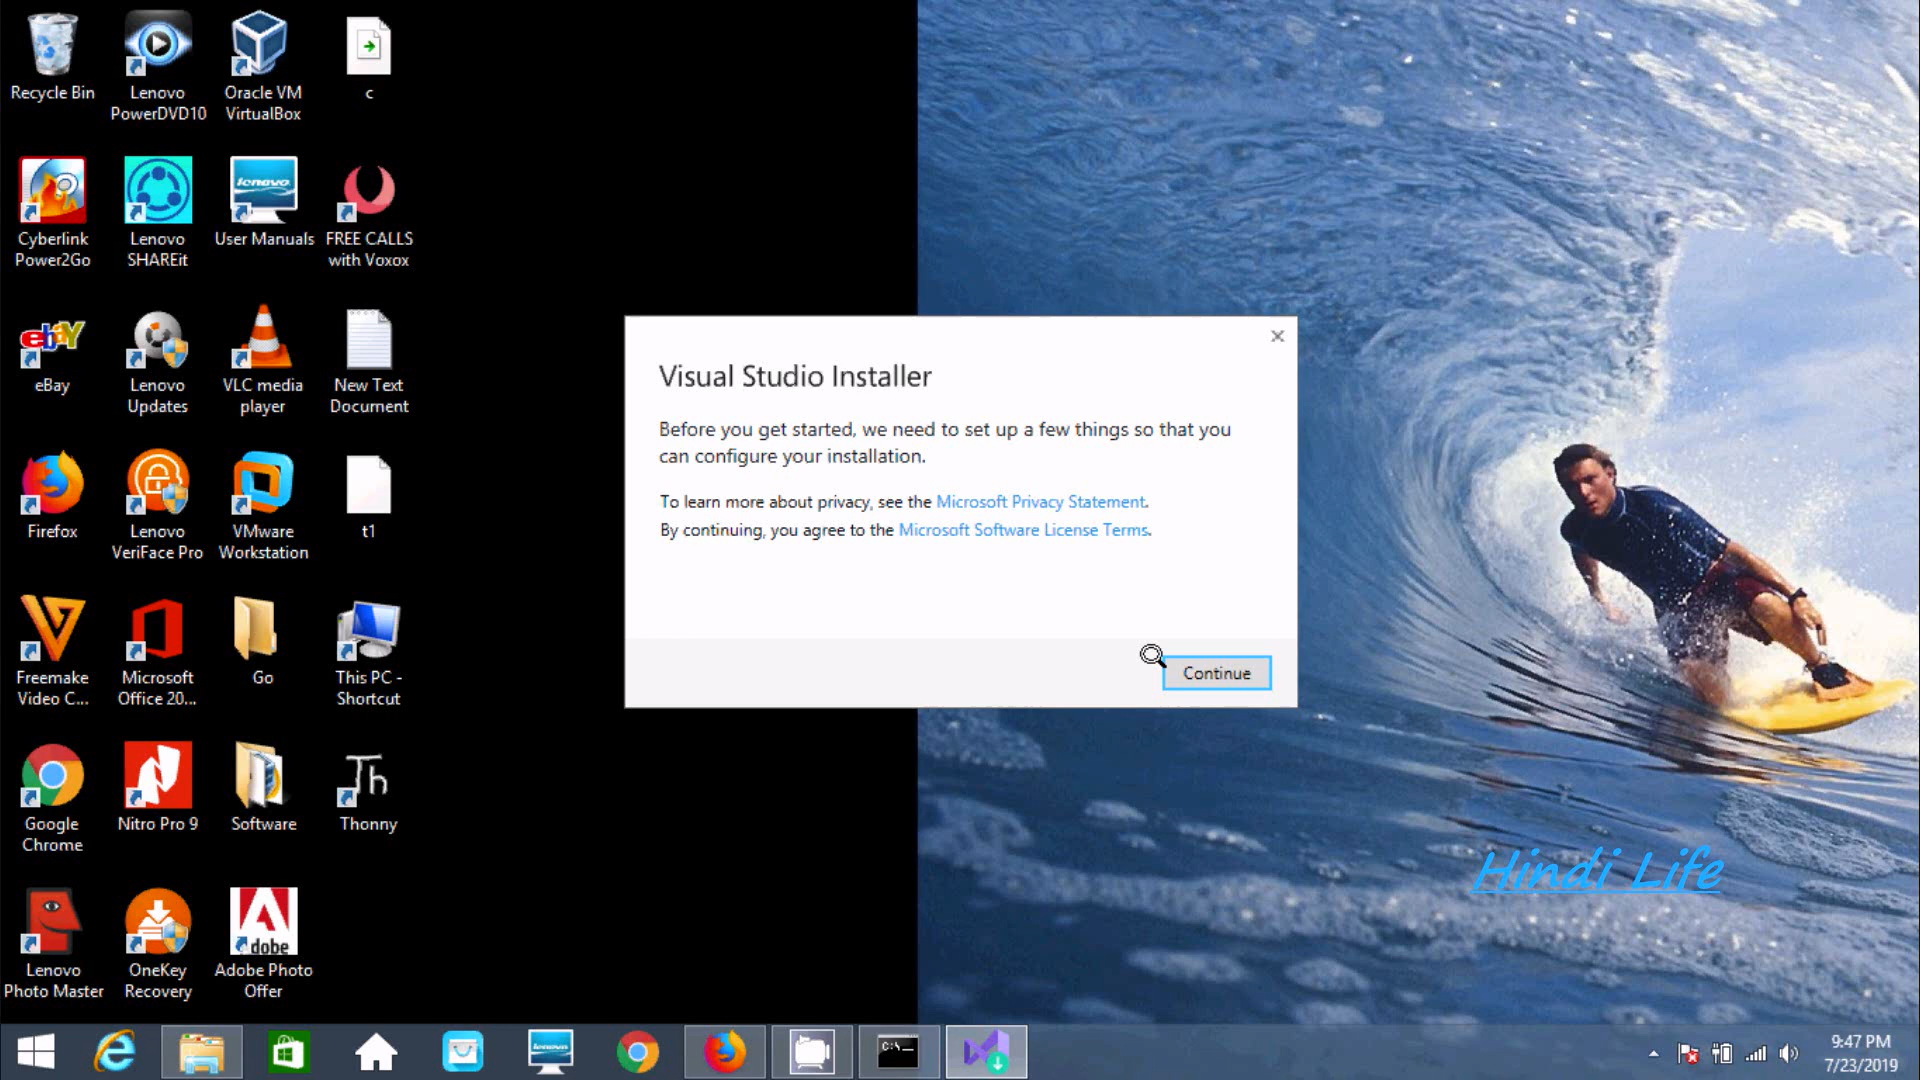 Recycle Bin
Lenovo
PowerDVD10
Oracle VM
VirtualBox
c
Cyberlink
Power2Go
Lenovo
SHAREit
lenovo
User Manuals
FREE CALLS
with Voxox
ebay
eBay
Lenovo
Updates
VLC media
player
New Text
Document
Firefox
Lenovo
VeriFace Pro
VMware
Workstation
t1
Freemake
Video C...
Microsoft
Office 20...
Go
This PC -
Shortcut
Google
Chrome
Nitro Pro 9
Software
Th
Thonny
Lenovo
Photo Master
OneKey
Recovery
Adobe
Adobe Photo
Offer
Visual Studio Installer
Before you get started, we need to set up a few things so that you
can configure your installation.
To learn more about privacy, see the Microsoft Privacy Statement.
By continuing, you agree to the Microsoft Software License Terms.
Continue
Hindi Life
lenovo
C:\._
9:47 PM
7/23/2019